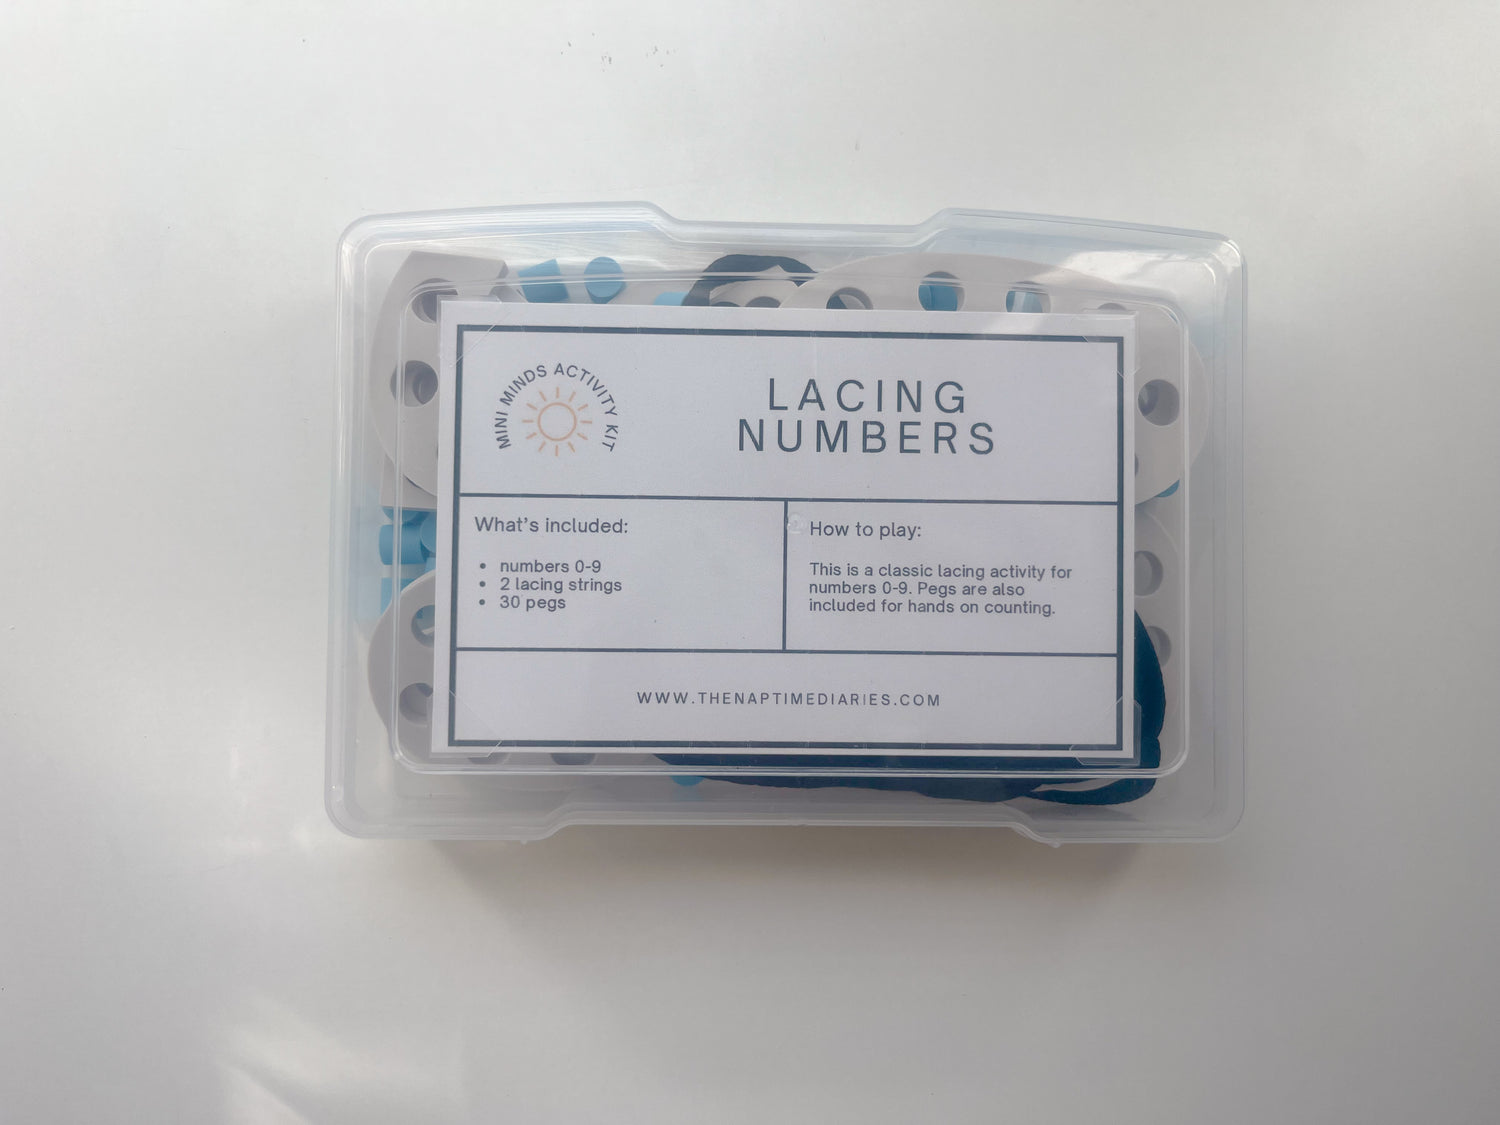 MINI MINDS ACTIVITY KIT
LACING
NUMBERS
What's included:
• numbers 0-9
• 2 lacing strings
• 30 pegs
How to play:
This is a classic lacing activity for
numbers 0-9. Pegs are also
included for hands on counting.
WWW.THENAPTIMEDIARIES.COM